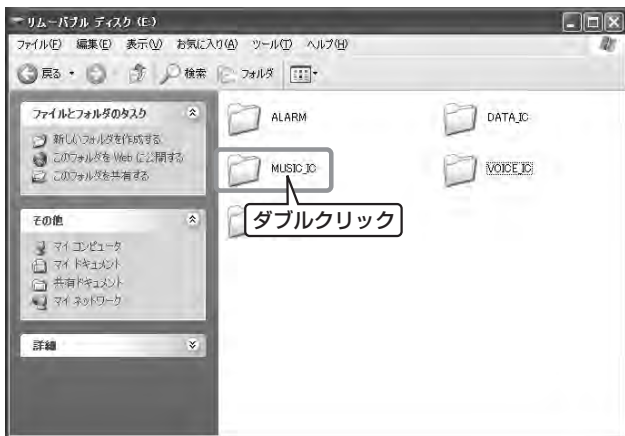 リムーバブル ディスク (E:)
ファイル(F) 編集(E) 表示(V) お気に入り(A) ツール(T) ヘルプ(H)
戻る 検索 フォルダ
ファイルとフォルダのタスク
新しいフォルダを作成する
このフォルダを Web に公開する
このフォルダを共有する
その他
マイ コンピュータ
マイ ドキュメント
共有ドキュメント
マイ ネットワーク
詳細
ALARM DATA_IC
MUSIC_IC VOICE_IC
ダブルクリック